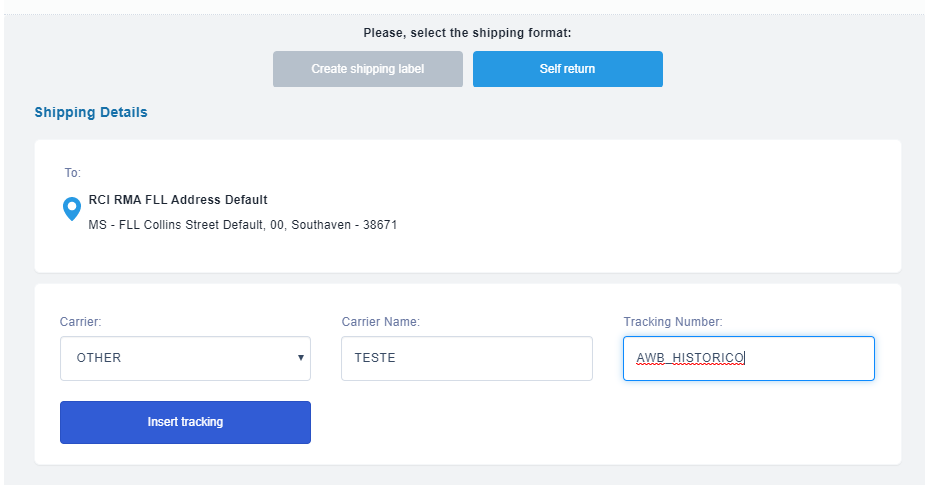 Please, select the shipping format:
Create shipping label
Self return
Shipping Details
To:
RCI RMA FLL Address Default
MS - FLL Collins Street Default, 00, Southaven - 38671
Carrier:
Carrier Name:
Tracking Number:
OTHER
TESTE
AWB_HISTORICO
Insert tracking